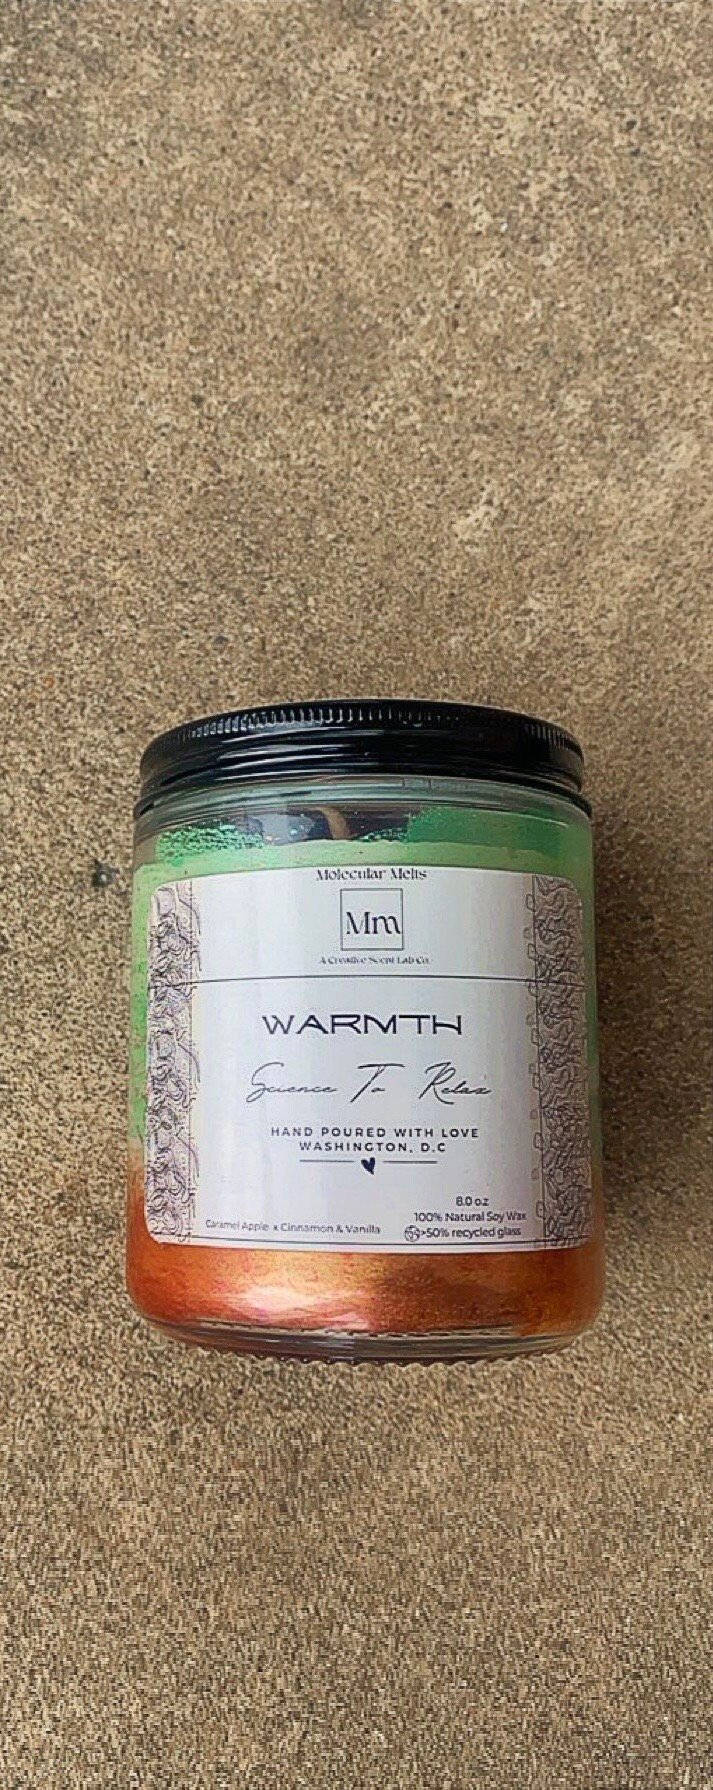 Molecular Melts
Mm
A Creative Scent Lab Co.
WARMTH
Science To Relax
HAND POURED WITH LOVE
WASHINGTON, D.C
8.0 oz
100% Natural Soy Wax
Caramel Apple x Cinnamon & Vanilla
>50% recycled glass